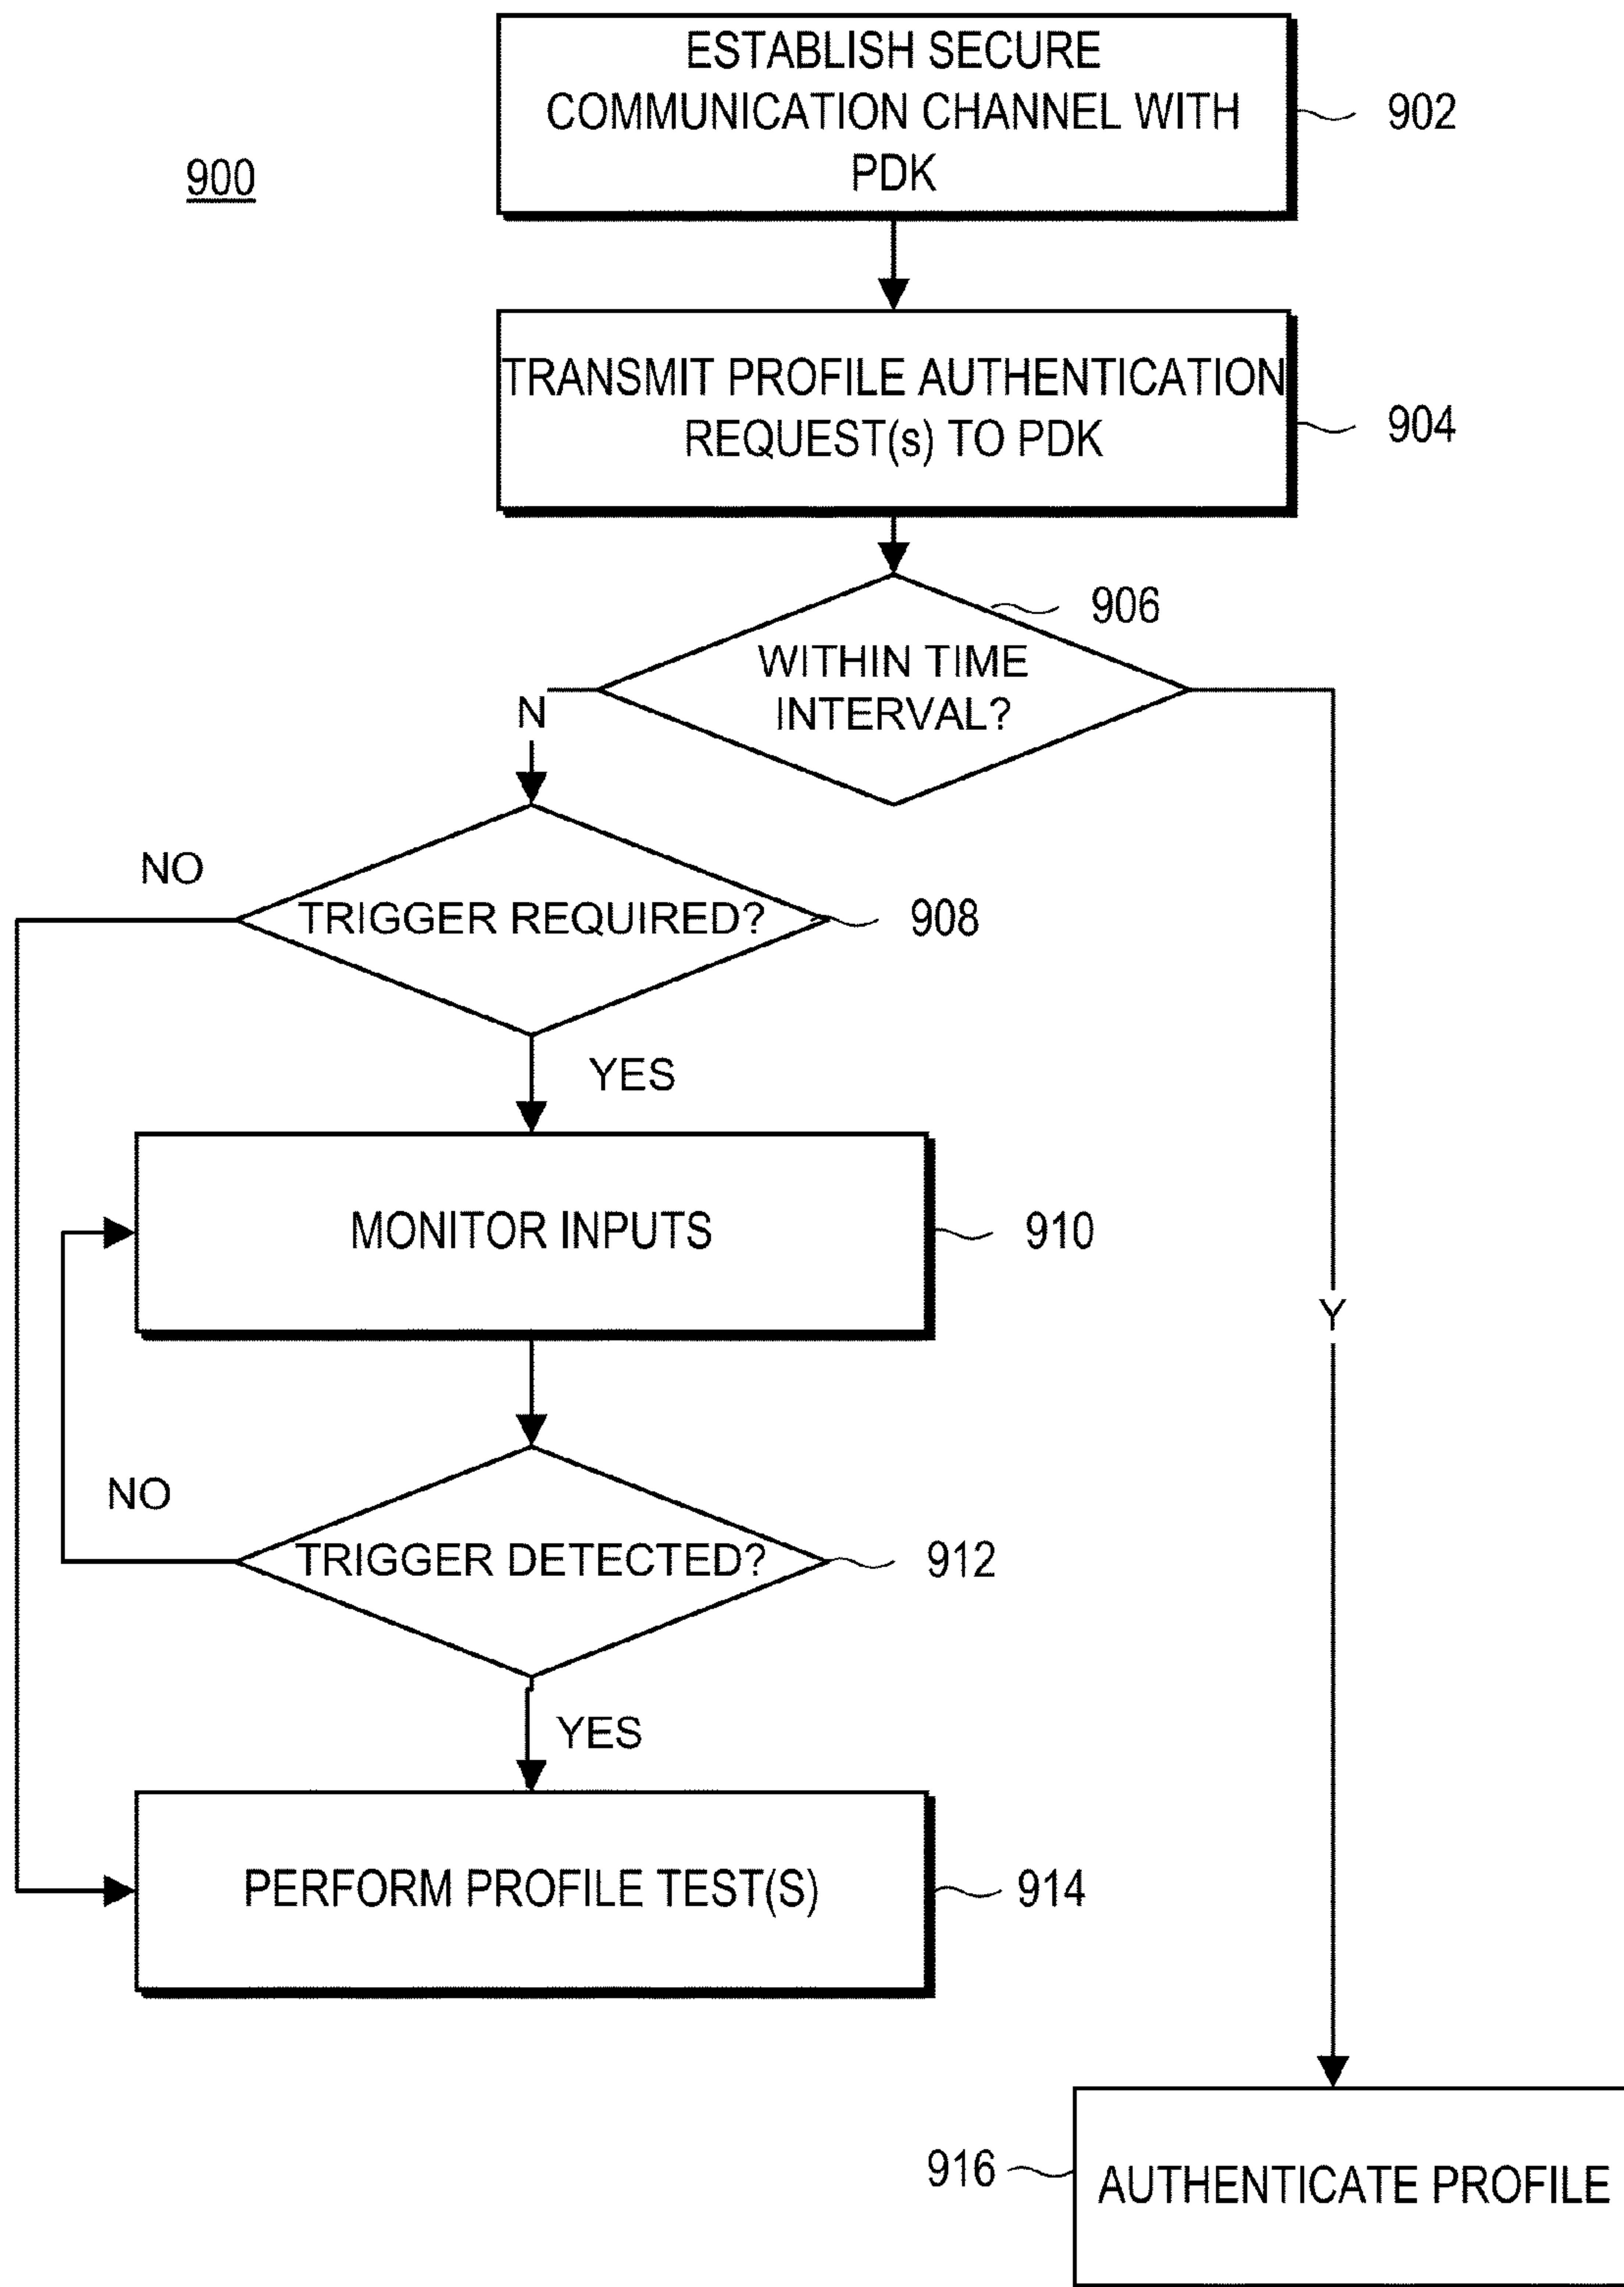 ESTABLISH SECURE
COMMUNICATION CHANNEL WITH
PDK
902
900
TRANSMIT PROFILE AUTHENTICATION
REQUEST(s) TO PDK
904
906
WITHIN TIME
INTERVAL?
N
NO
TRIGGER REQUIRED?
908
YES
MONITOR INPUTS
910
Y
NO
TRIGGER DETECTED?
912
YES
PERFORM PROFILE TEST(S)
914
916
AUTHENTICATE PROFILE